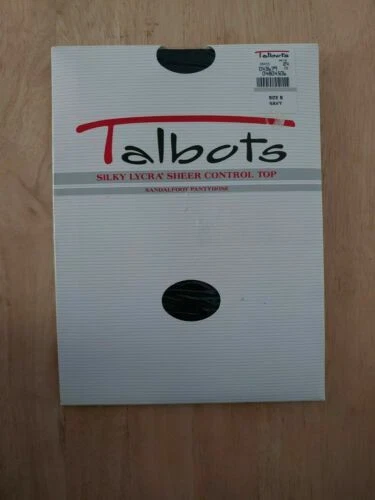 Talbots
SIZE B
NAVY
Talbots
SILKY LYCRA® SHEER CONTROL TOP
SANDALFOOT PANTYHOSE